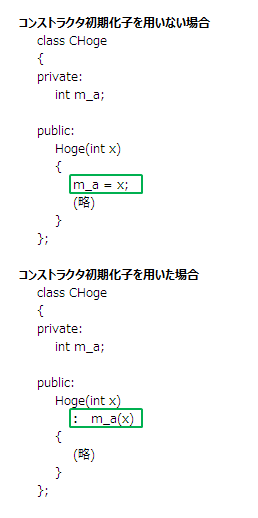 コンストラクタ初期化子を用いない場合
class CHoge
{
private:
int m_a;
public:
Hoge(int x)
{
m_a = x;
(略)
}
};
コンストラクタ初期化子を用いた場合
class CHoge
{
private:
int m_a;
public:
Hoge(int x)
: m_a(x)
{
(略)
}
};